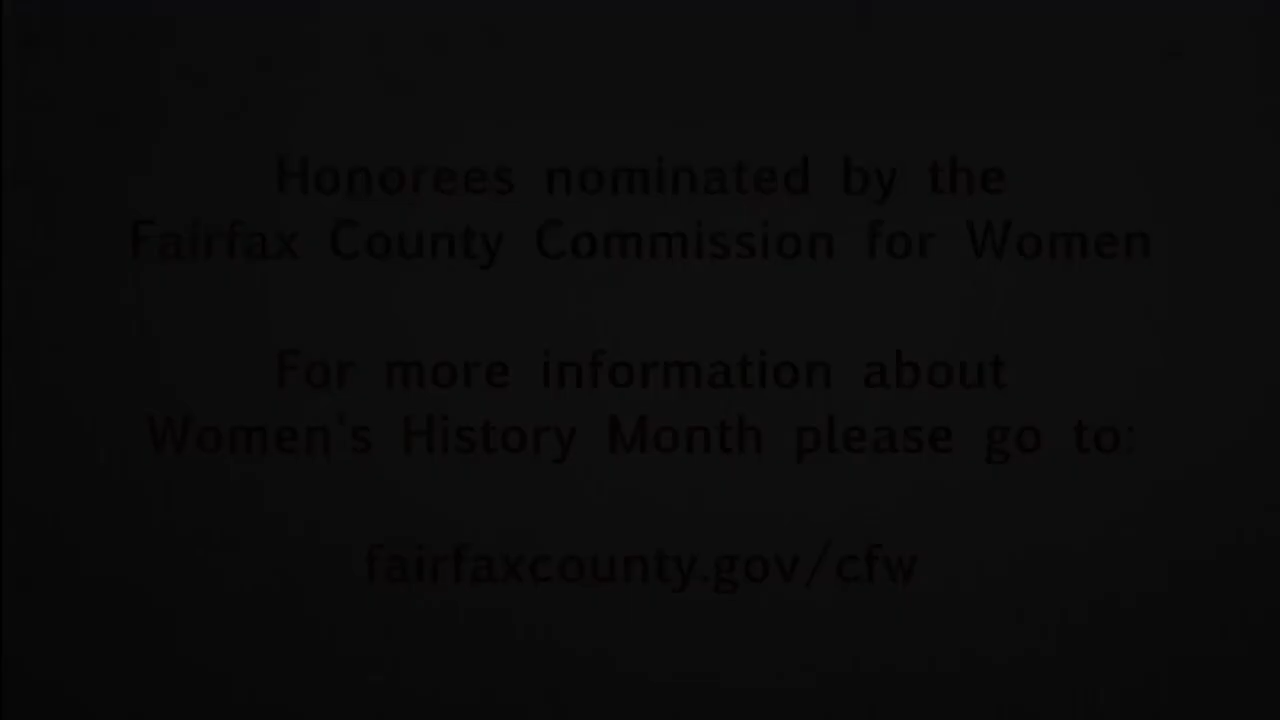 Honorees nominated by the
Fairfax County Commission for Women
For more information about
Women's History Month please go to:
fairfaxcounty.gov/cfw